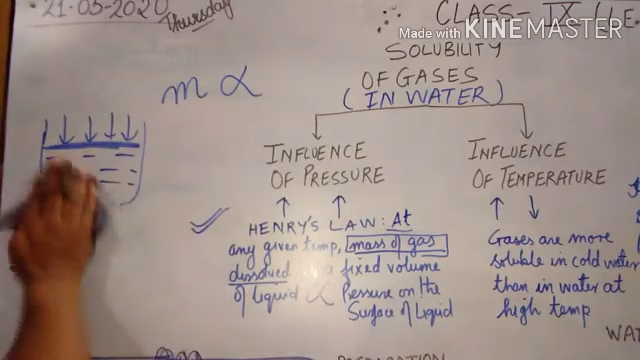 21-05-2020
Thursday
CLASS- IX (I.E.
Made with KINEMASTER
SOLUBILITY
OF GASES
(IN WATER)
m ∝
INFLUENCE
OF PRESSURE
HENRY'S LAW: At
any given temp, mass of gas
dissolved a fixed volume
of liquid ∝ Pressure on the
Surface of Liquid
INFLUENCE
OF TEMPERATURE
Gases are more
soluble in cold water
than in water at
high temp
WAT